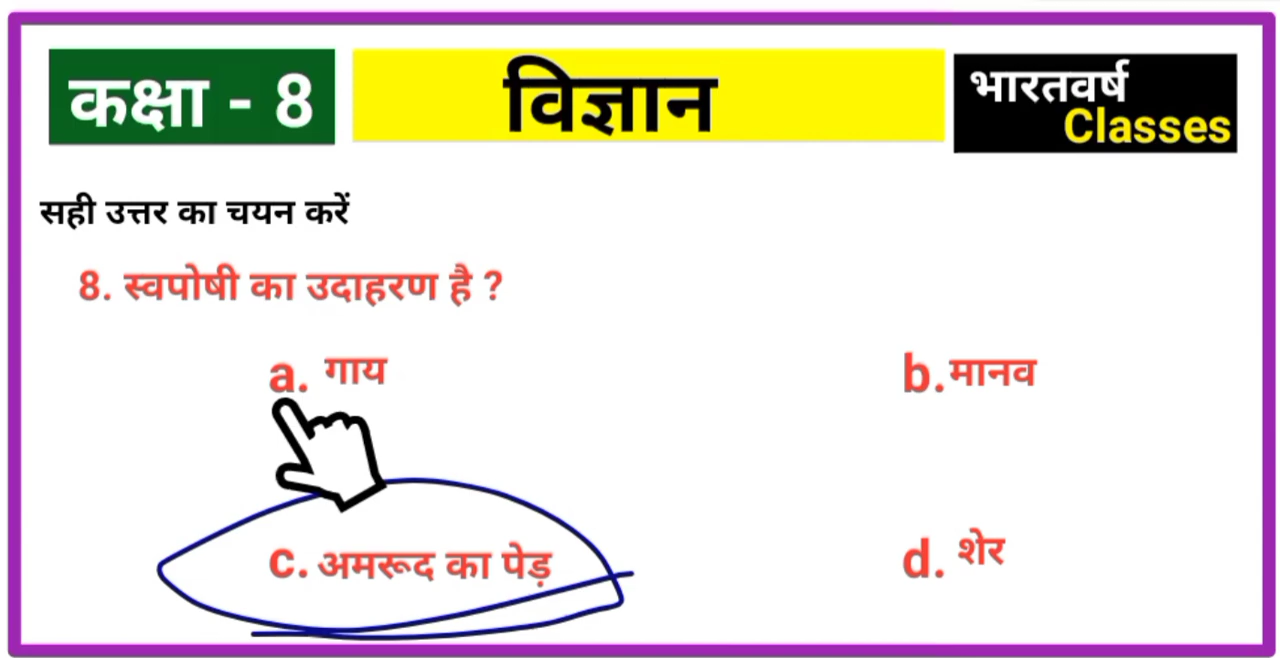 कक्षा - 8
विज्ञान
भारतवर्ष
Classes
सही उत्तर का चयन करें
8. स्वपोषी का उदाहरण है ?
a. गाय
b. मानव
c. अमरूद का पेड़
d. शेर